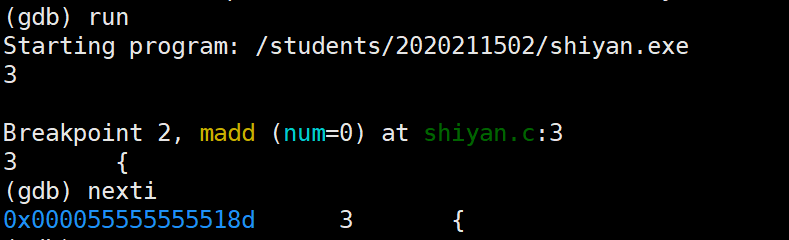 (gdb) run
Starting program: /students/2020211502/shiyan.exe
3
Breakpoint 2, madd (num=0) at shiyan.c:3
3 {
(gdb) nexti
0x000055555555518d 3 {